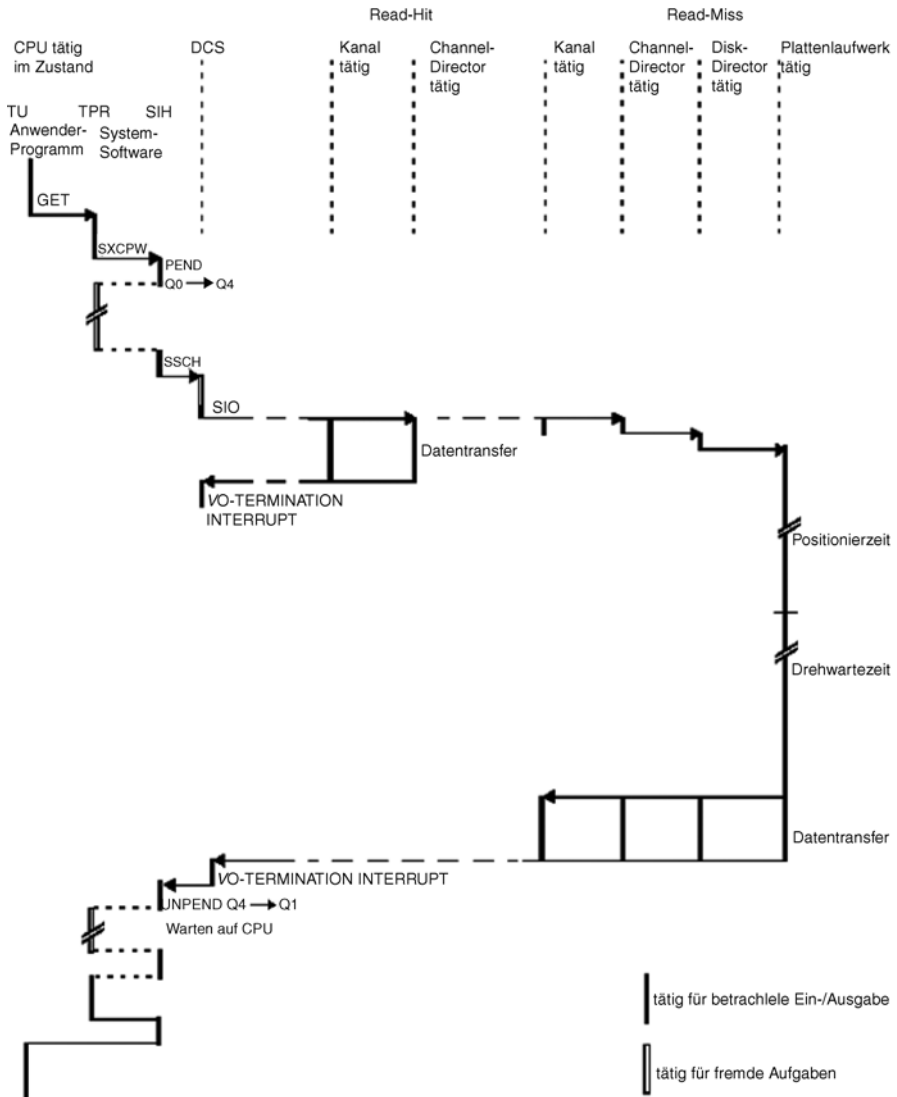 Read-Hit
Read-Miss
CPU tätig
im Zustand
DCS
Kanal
tätig
Channel-
Director
tätig
Kanal
tätig
Channel-
Director
tätig
Disk-
Director
tätig
Plattenlaufwerk
tätig
TU
TPR
SIH
Anwender-
Programm
System-
Software
GET
SXCPW
PEND
Q0 → Q4
SSCH
SIO
Datentransfer
I/O-TERMINATION
INTERRUPT
Positionierzeit
Drehwartezeit
Datentransfer
I/O-TERMINATION INTERRUPT
UNPEND Q4 → Q1
Warten auf CPU
tätig für betrachlele Ein-/Ausgabe
tätig für fremde Aufgaben